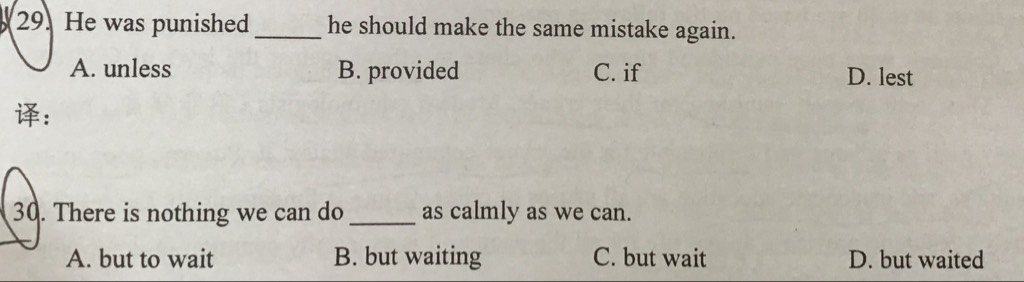 29. He was punished ______ he should make the same mistake again.
A. unless B. provided C. if D. lest
译：
30. There is nothing we can do ______ as calmly as we can.
A. but to wait B. but waiting C. but wait D. but waited